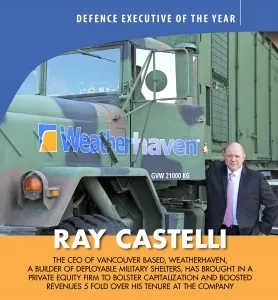 DEFENCE EXECUTIVE OF THE YEAR
Weatherhaven
GVW 21000 KG
RAY CASTELLI
THE CEO OF VANCOUVER BASED, WEATHERHAVEN,
A BUILDER OF DEPLOYABLE MILITARY SHELTERS, HAS BROUGHT IN A
PRIVATE EQUITY FIRM TO BOLSTER CAPITALIZATION AND BOOSTED
REVENUES 5 FOLD OVER HIS TENURE AT THE COMPANY